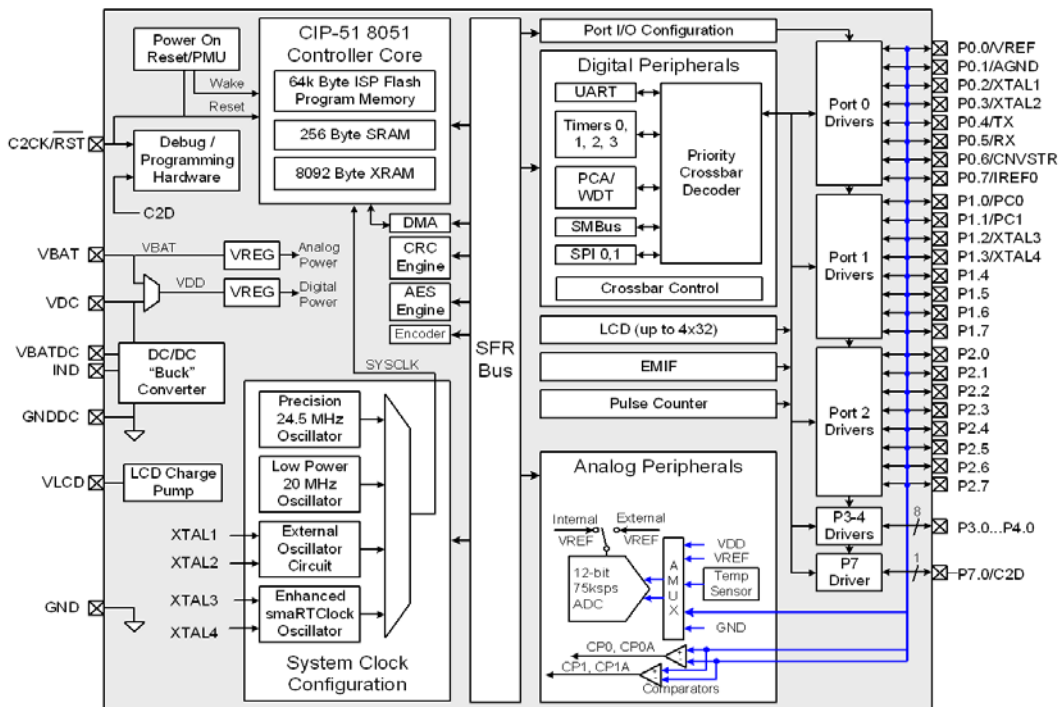 Power On
Reset/PMU
Wake
Reset
C2CK/RST
Debug /
Programming
Hardware
C2D
VBAT
VBAT
VREG
Analog
Power
VDC
VDD
VREG
Digital
Power
VBATDC
IND
DC/DC
“Buck”
Converter
GNDDC
VLCD
LCD Charge
Pump
XTAL1
XTAL2
XTAL3
XTAL4
GND
CIP-51 8051
Controller Core
64k Byte ISP Flash
Program Memory
256 Byte SRAM
8092 Byte XRAM
DMA
CRC
Engine
AES
Engine
Encoder
SYSCLK
Precision
24.5 MHz
Oscillator
Low Power
20 MHz
Oscillator
External
Oscillator
Circuit
Enhanced
smaRTClock
Oscillator
System Clock
Configuration
SFR
Bus
Port I/O Configuration
Digital Peripherals
UART
Timers 0,
1, 2, 3
PCA/
WDT
SMBus
SPI 0,1
Priority
Crossbar
Decoder
Crossbar Control
LCD (up to 4x32)
EMIF
Pulse Counter
Analog Peripherals
Internal
VREF
External
VREF
12-bit
75ksps
ADC
A
M
U
X
VDD
VREF
Temp
Sensor
GND
CP0, CP0A
CP1, CP1A
+
-
+
-
Comparators
Port 0
Drivers
Port 1
Drivers
Port 2
Drivers
P3-4
Drivers
P7
Driver
8
1
P0.0/VREF
P0.1/AGND
P0.2/XTAL1
P0.3/XTAL2
P0.4/TX
P0.5/RX
P0.6/CNVSTR
P0.7/IREF0
P1.0/PC0
P1.1/PC1
P1.2/XTAL3
P1.3/XTAL4
P1.4
P1.5
P1.6
P1.7
P2.0
P2.1
P2.2
P2.3
P2.4
P2.5
P2.6
P2.7
P3.0...P4.0
P7.0/C2D